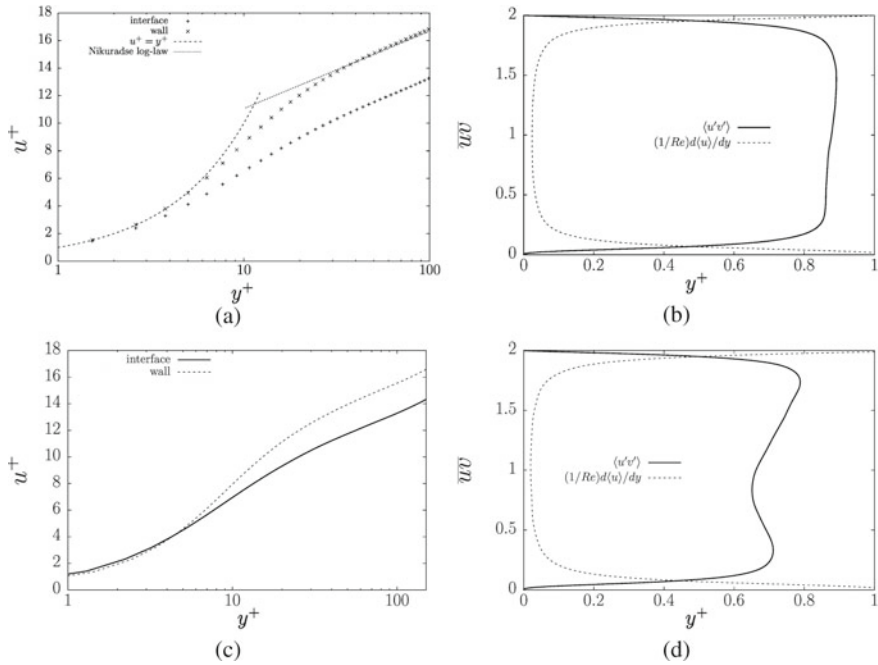 interface
wall
u⁺ = y⁺
Nikuradse log-law
18
16
14
12
10
8
6
4
2
0
1
10
100
u⁺
y⁺
(a)
2
1.5
1
0.5
0
0
0.2
0.4
0.6
0.8
1
⟨u′v′⟩
(1/Re)d⟨u⟩/dy
uv
y⁺
(b)
interface
wall
18
16
14
12
10
8
6
4
2
0
1
10
100
u⁺
y⁺
(c)
2
1.5
1
0.5
0
0
0.2
0.4
0.6
0.8
1
⟨u′v′⟩
(1/Re)d⟨u⟩/dy
uv
y⁺
(d)